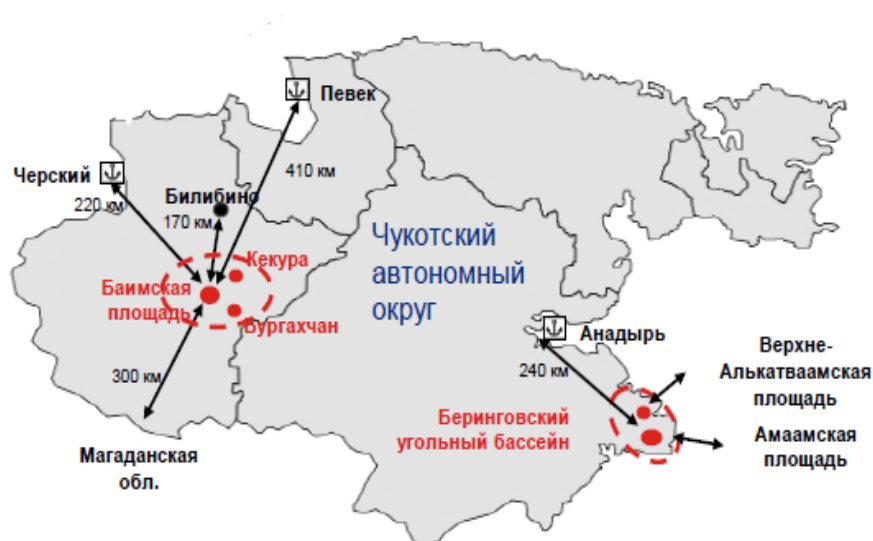 Певек
Черский
410 км
Билибино
220 км
170 км
Чукотский
автономный
округ
Кекура
Баимская
площадь
Бургахчан
Анадырь
300 км
240 км
Верхне-
Алькатваамская
площадь
Беринговский
угольный бассейн
Амаамская
площадь
Магаданская
обл.